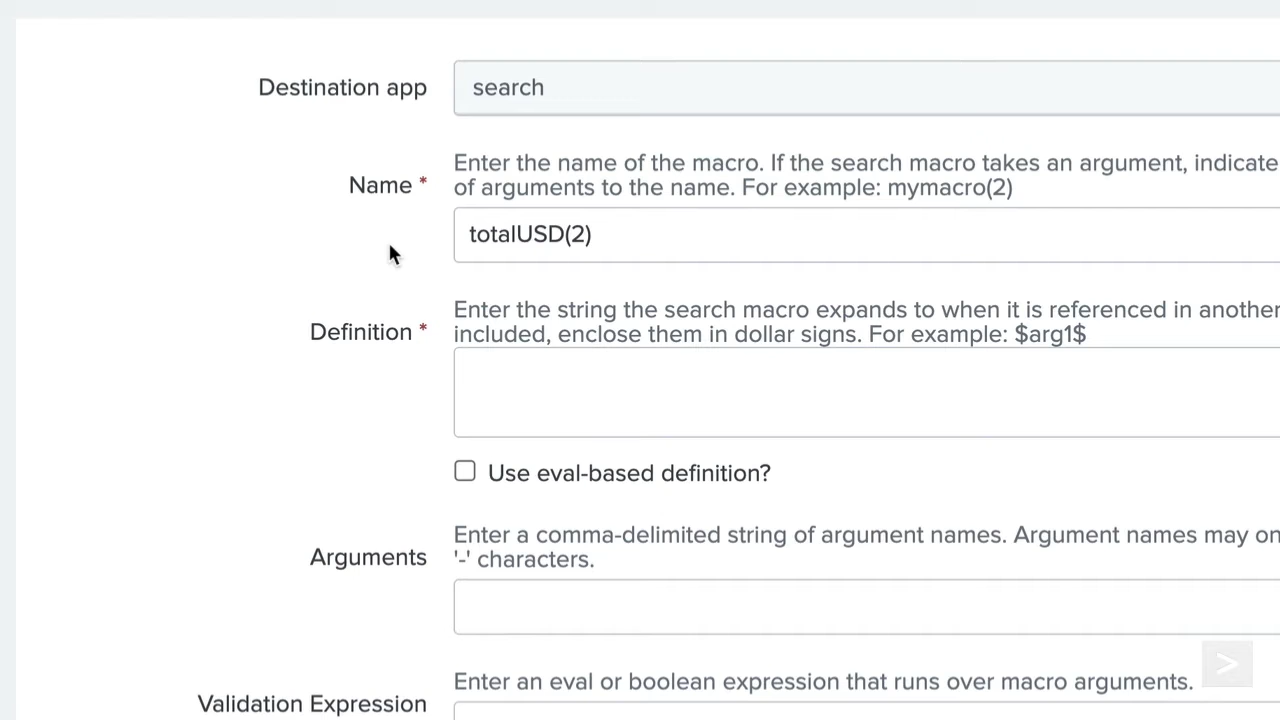 Destination app
search
Enter the name of the macro. If the search macro takes an argument, indicate
Name *
of arguments to the name. For example: mymacro(2)
totalUSD(2)
Enter the string the search macro expands to when it is referenced in another
Definition *
included, enclose them in dollar signs. For example: $arg1$
Use eval-based definition?
Enter a comma-delimited string of argument names. Argument names may on
Arguments
'-' characters.
Enter an eval or boolean expression that runs over macro arguments.
Validation Expression
>